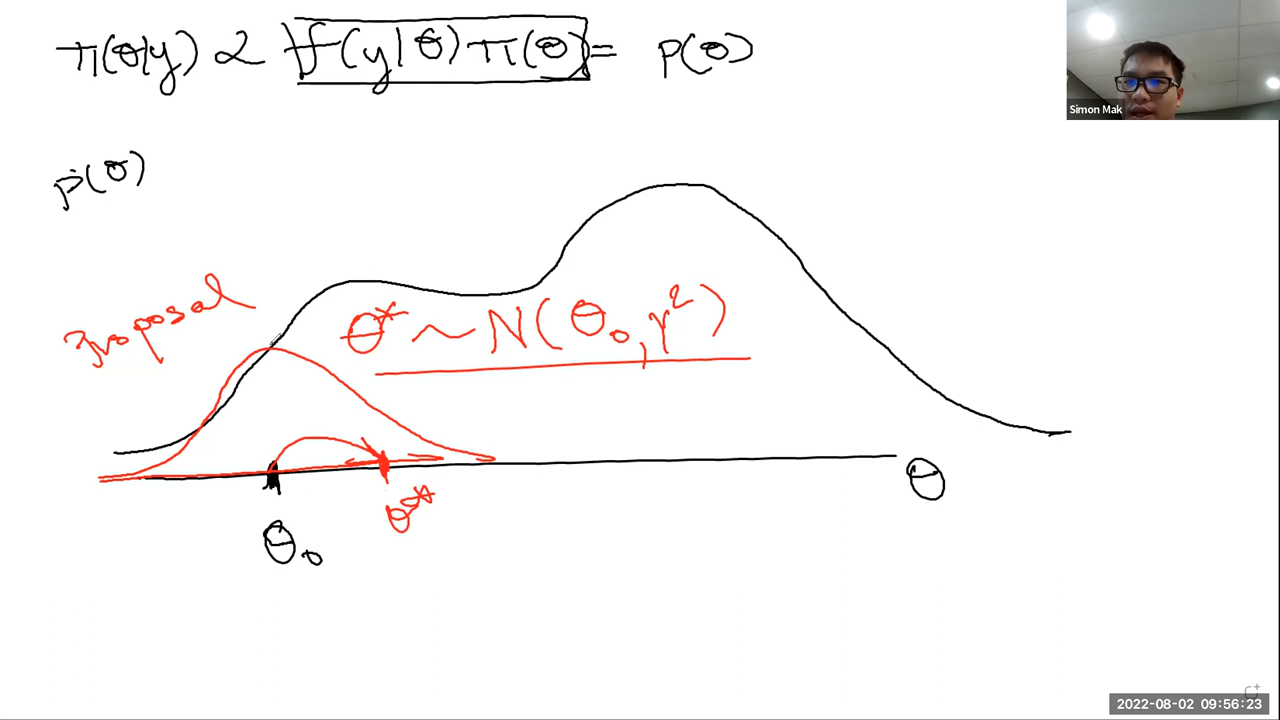 π(θ|y) ∝ f(y|θ) π(θ) = p(θ)
Simon Mak
p(θ)
proposal
θ* ~ N(θ₀, γ²)
θ*
θ
θ₀
2022-08-02 09:56:23